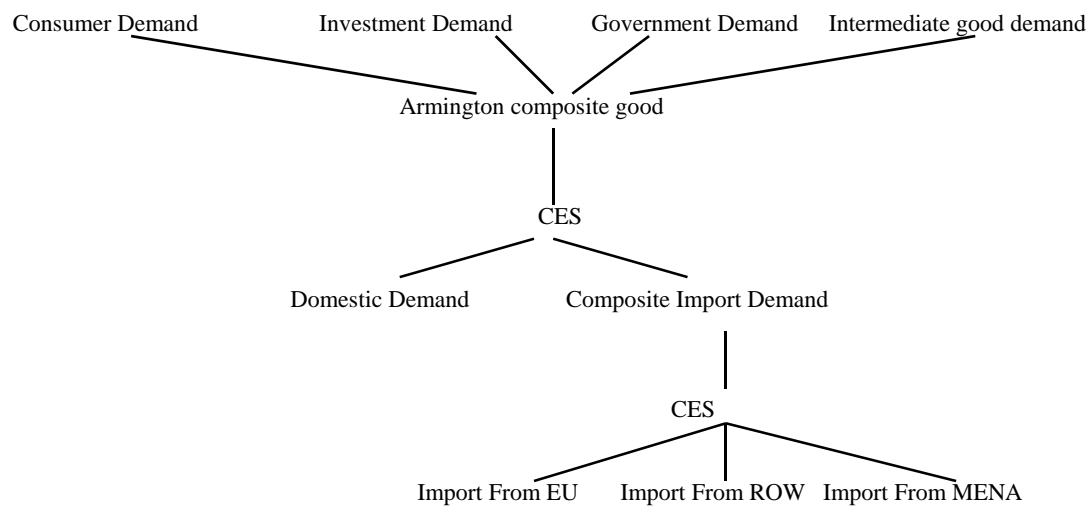 Consumer Demand Investment Demand Government Demand Intermediate good demand
Armington composite good
CES
Domestic Demand Composite Import Demand
CES
Import From EU Import From ROW Import From MENA